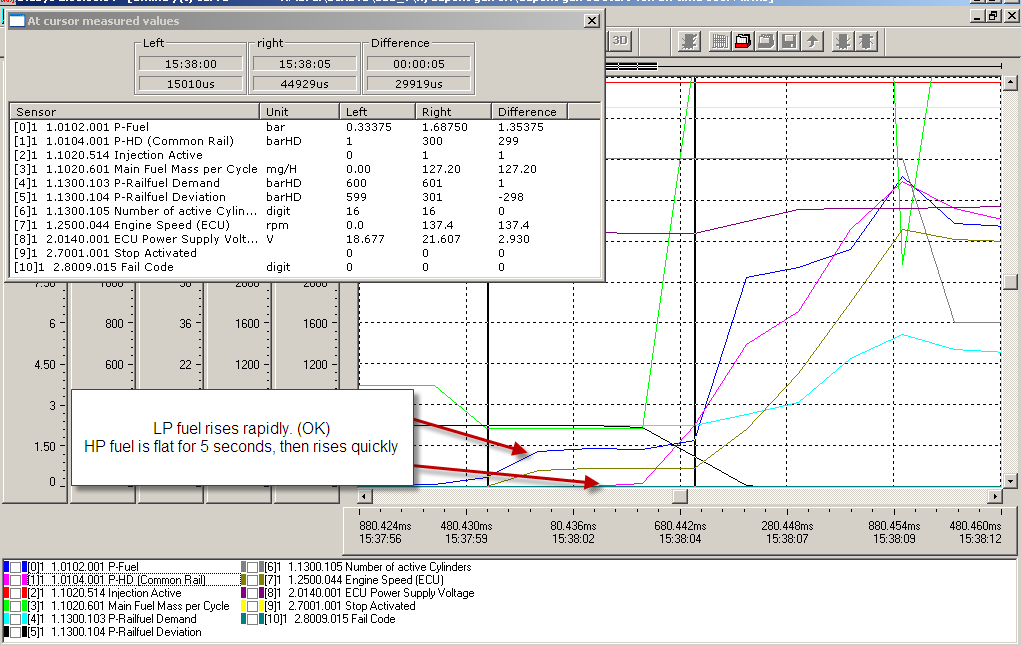 At cursor measured values
Left right Difference
15:38:00 15:38:05 00:00:05
15010us 44929us 29919us
3D
Sensor Unit Left Right Difference
[0]1 1.0102.001 P-Fuel bar 0.33375 1.68750 1.35375
[1]1 1.0104.001 P-HD (Common Rail) barHD 1 300 299
[2]1 1.1020.514 Injection Active 0 1 1
[3]1 1.1020.601 Main Fuel Mass per Cycle mg/H 0.00 127.20 127.20
[4]1 1.1300.103 P-Railfuel Demand barHD 600 601 1
[5]1 1.1300.104 P-Railfuel Deviation barHD 599 301 -298
[6]1 1.1300.105 Number of active Cylin... digit 16 16 0
[7]1 1.2500.044 Engine Speed (ECU) rpm 0.0 137.4 137.4
[8]1 2.0140.001 ECU Power Supply Volt... V 18.677 21.607 2.930
[9]1 2.7001.001 Stop Activated 0 0 0
[10]1 2.8009.015 Fail Code digit 0 0 0
6 800 36 1600 1600
4.50 600 22 1200 1200
3
1.50
0
LP fuel rises rapidly. (OK)
HP fuel is flat for 5 seconds, then rises quickly
880.424ms 480.430ms 80.436ms 680.442ms 280.448ms 880.454ms 480.460ms
15:37:56 15:37:59 15:38:02 15:38:04 15:38:07 15:38:09 15:38:12
[0]1 1.0102.001 P-Fuel [6]1 1.1300.105 Number of active Cylinders
[1]1 1.0104.001 P-HD (Common Rail) [7]1 1.2500.044 Engine Speed (ECU)
[2]1 1.1020.514 Injection Active [8]1 2.0140.001 ECU Power Supply Voltage
[3]1 1.1020.601 Main Fuel Mass per Cycle [9]1 2.7001.001 Stop Activated
[4]1 1.1300.103 P-Railfuel Demand [10]1 2.8009.015 Fail Code
[5]1 1.1300.104 P-Railfuel Deviation